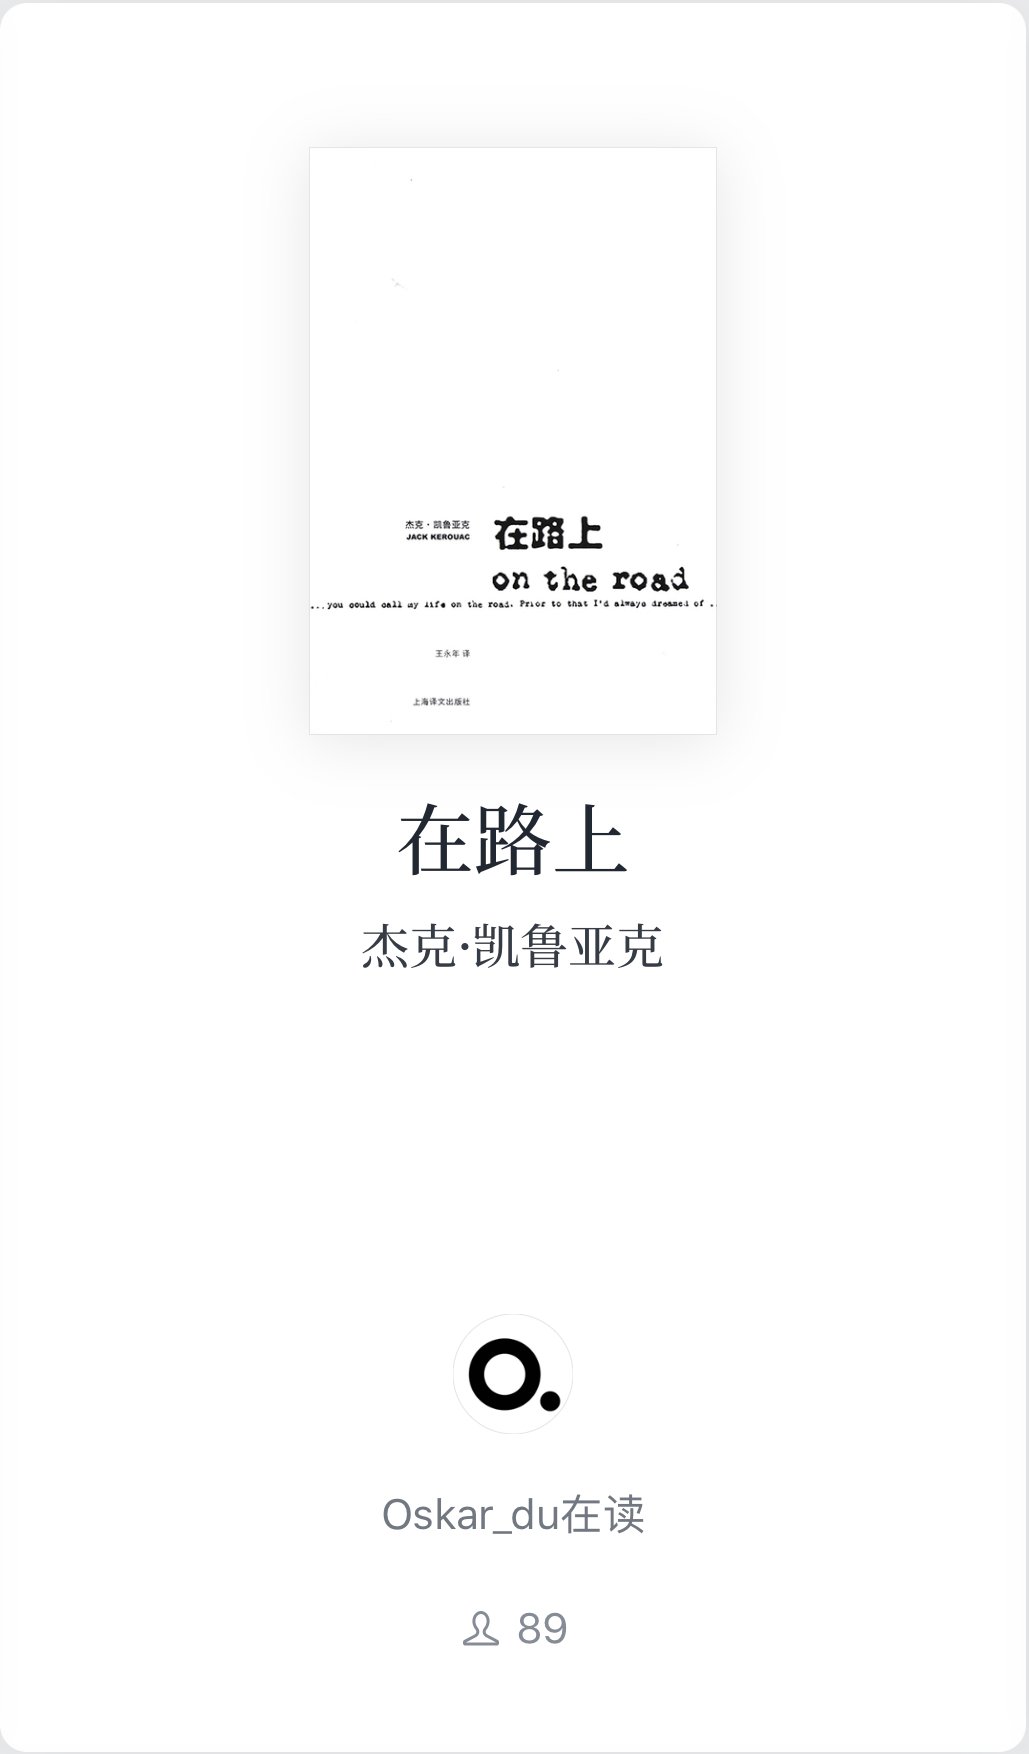 杰克·凯鲁亚克
JACK KEROUAC
在路上
on the road
...you could call my life on the road. Prior to that I'd always dreamed of ..
王永年 译
上海译文出版社
在路上
杰克·凯鲁亚克
Oskar_du在读
89